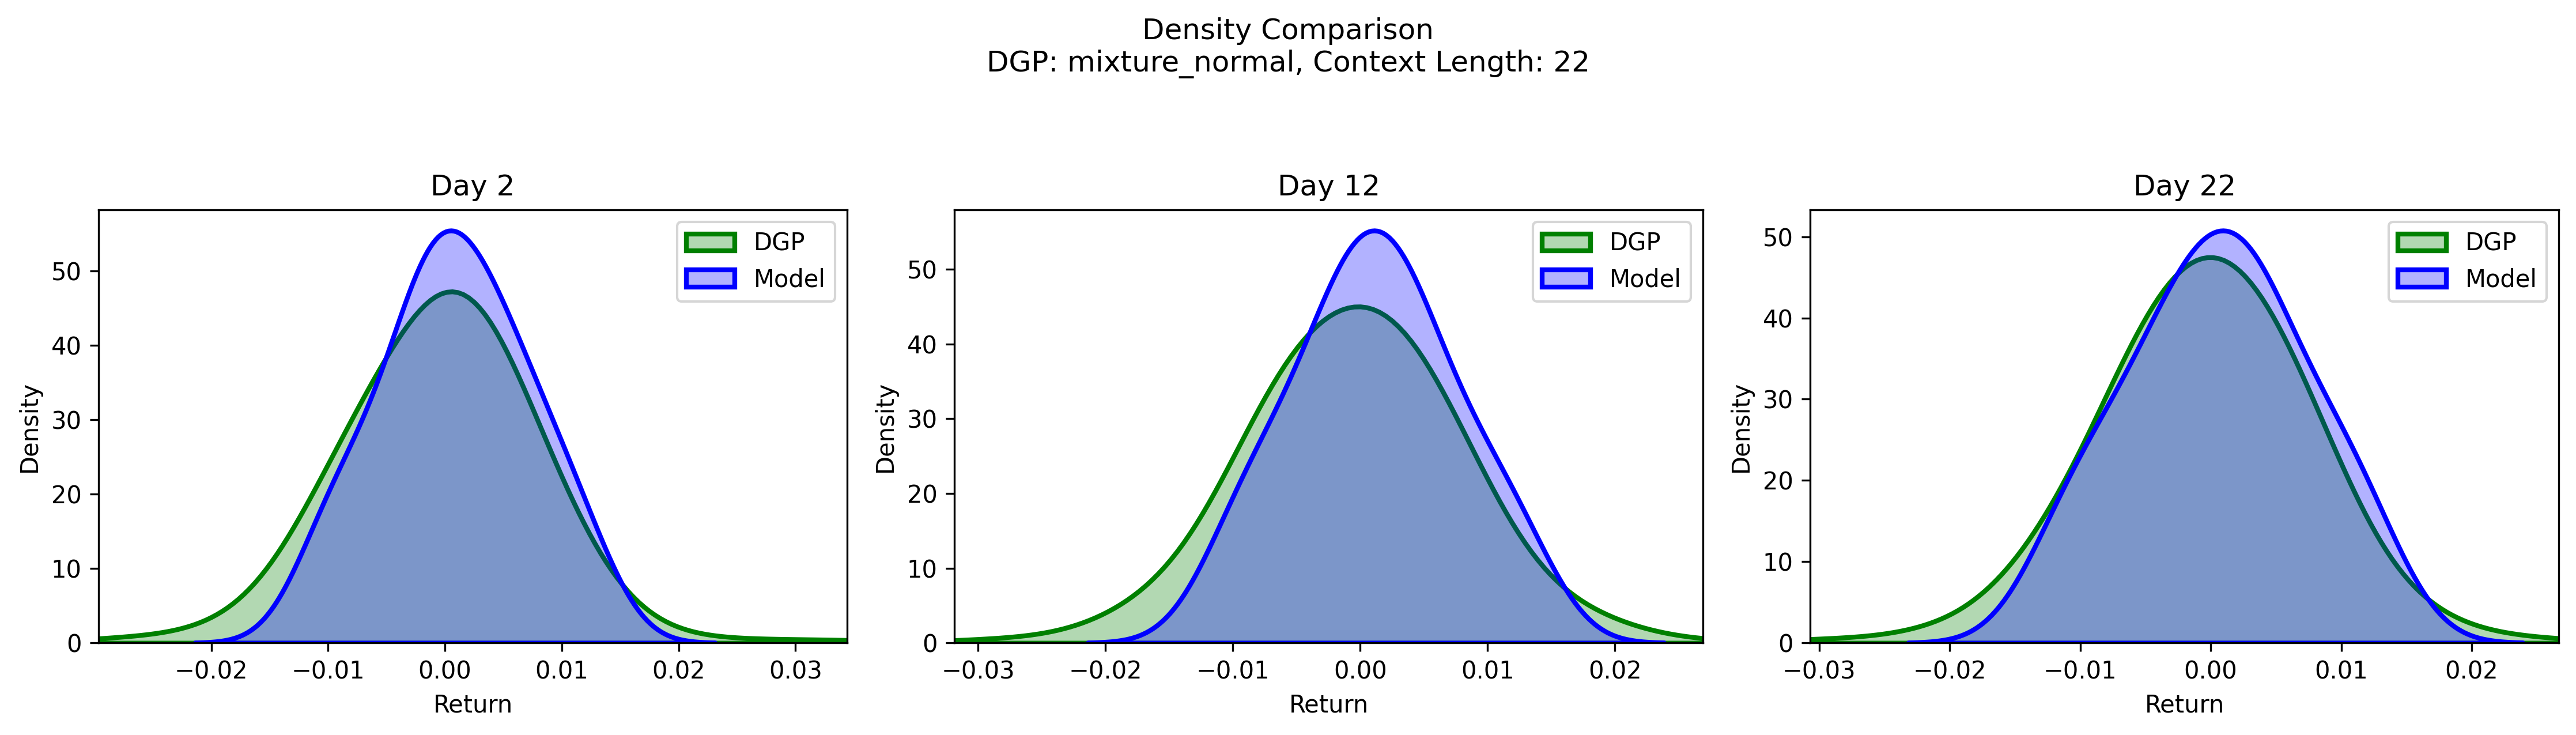 Density Comparison
DGP: mixture_normal, Context Length: 22
Day 2
DGP
Model
Density
50
40
30
20
10
0
−0.02 −0.01 0.00 0.01 0.02 0.03
Return
Day 12
DGP
Model
Density
50
40
30
20
10
0
−0.03 −0.02 −0.01 0.00 0.01 0.02
Return
Day 22
DGP
Model
Density
50
40
30
20
10
0
−0.03 −0.02 −0.01 0.00 0.01 0.02
Return